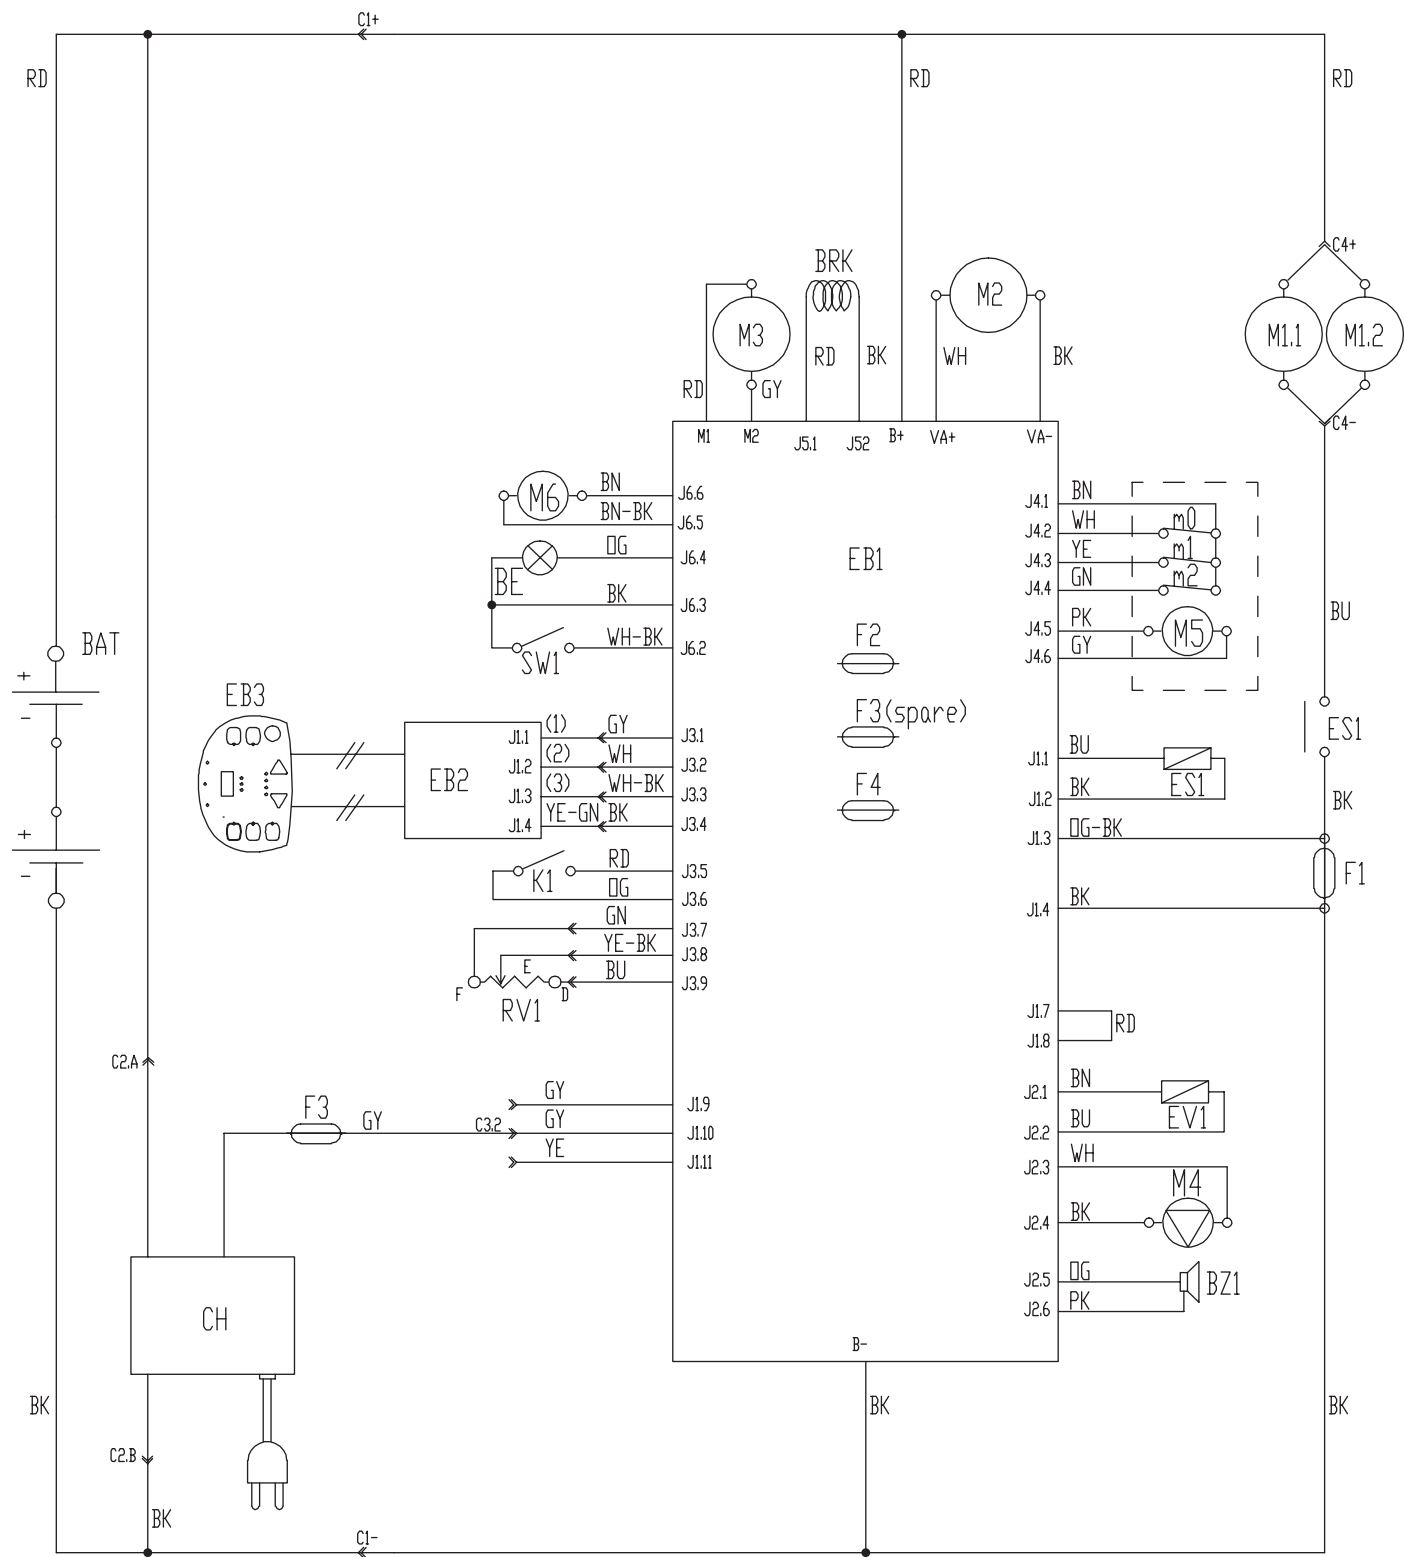 C1+
RD
RD
RD
C4+
BRK
M2
M3
M1.1
M1.2
RD
BK
WH
BK
RD
GY
C4-
M1
M2
J5.1
J52
B+
VA+
VA-
M6
BN
J6.6
BN-BK
J6.5
OG
J6.4
BE
BK
J6.3
WH-BK
J6.2
SW1
EB1
J4.1
BN
J4.2
WH
m0
J4.3
YE
m1
J4.4
GN
m2
J4.5
PK
M5
J4.6
GY
BU
BAT
+
-
+
-
F2
F3(spare)
F4
EB3
EB2
J1.1
(1)
GY
J3.1
J1.2
(2)
WH
J3.2
J1.3
(3)
WH-BK
J3.3
J1.4
YE-GN
BK
J3.4
ES1
J1.1
BU
ES1
J1.2
BK
BK
J1.3
OG-BK
F1
J1.4
BK
RD
J3.5
K1
OG
J3.6
GN
J3.7
YE-BK
J3.8
E
BU
J3.9
F
D
RV1
J1.7
RD
J1.8
C2.A
J2.1
BN
EV1
J2.2
BU
GY
J1.9
F3
GY
C3.2
GY
J1.10
YE
J1.11
J2.3
WH
M4
J2.4
BK
J2.5
OG
BZ1
J2.6
PK
CH
B-
BK
BK
BK
C2.B
BK
C1-